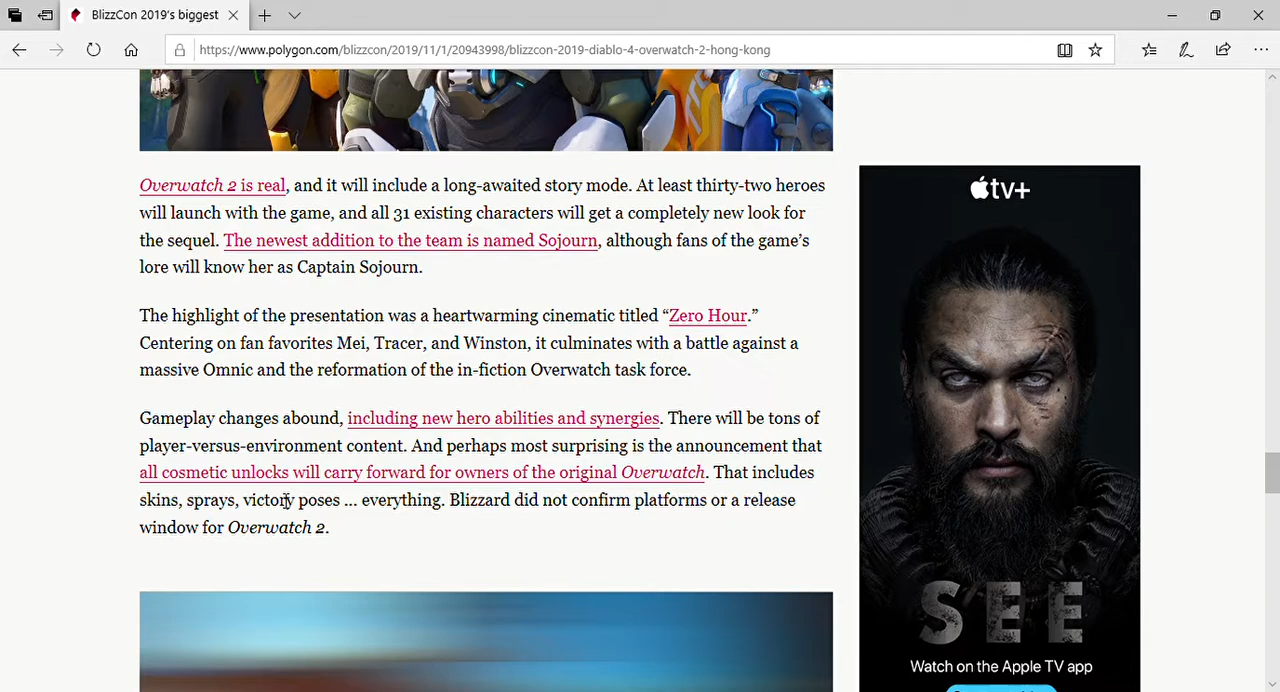 BlizzCon 2019's biggest
https://www.polygon.com/blizzcon/2019/11/1/20943998/blizzcon-2019-diablo-4-overwatch-2-hong-kong
Overwatch 2 is real, and it will include a long-awaited story mode. At least thirty-two heroes
will launch with the game, and all 31 existing characters will get a completely new look for
the sequel. The newest addition to the team is named Sojourn, although fans of the game’s
lore will know her as Captain Sojourn.
The highlight of the presentation was a heartwarming cinematic titled “Zero Hour.”
Centering on fan favorites Mei, Tracer, and Winston, it culminates with a battle against a
massive Omnic and the reformation of the in-fiction Overwatch task force.
Gameplay changes abound, including new hero abilities and synergies. There will be tons of
player-versus-environment content. And perhaps most surprising is the announcement that
all cosmetic unlocks will carry forward for owners of the original Overwatch. That includes
skins, sprays, victory poses ... everything. Blizzard did not confirm platforms or a release
window for Overwatch 2.
tv+
SEE
Watch on the Apple TV app